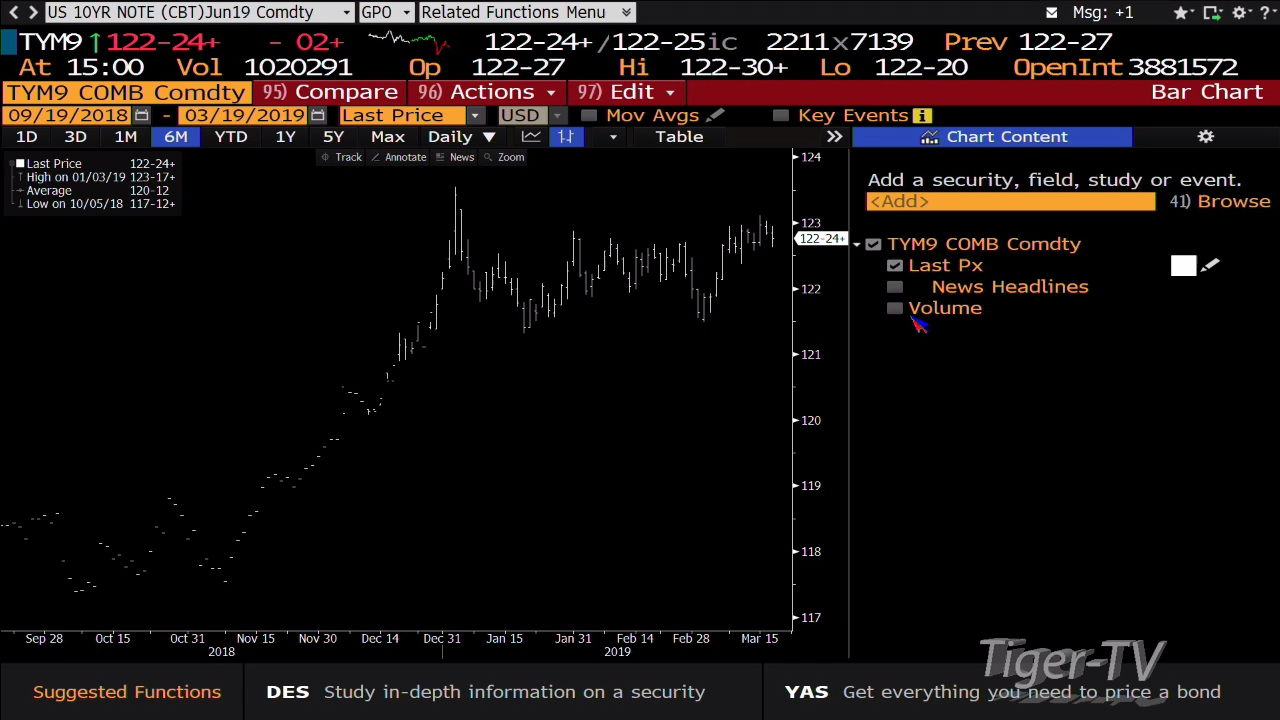 US 10YR NOTE (CBT)Jun19 Comdty GPO Related Functions Menu Msg: +1 ?
TYM9 ↑122-24+ - 02+ 122-24+/122-25ic 2211x7139 Prev 122-27
At 15:00 Vol 1020291 Op 122-27 Hi 122-30+ Lo 122-20 OpenInt 3881572
TYM9 COMB Comdty 95) Compare 96) Actions 97) Edit Bar Chart
09/19/2018 - 03/19/2019 Last Price USD Mov Avgs Key Events i
1D 3D 1M 6M YTD 1Y 5Y Max Daily ▼ Table >> Chart Content
Track Annotate News Zoom
Last Price 122-24+
High on 01/03/19 123-17+
Average 120-12
Low on 10/05/18 117-12+
Add a security, field, study or event.
<Add> 41) Browse
TYM9 COMB Comdty
Last Px
News Headlines
Volume
124
123
122-24+
122
121
120
119
118
117
Sep 28 Oct 15 Oct 31 Nov 15 Nov 30 Dec 14 Dec 31 Jan 15 Jan 31 Feb 14 Feb 28 Mar 15
2018 2019
Tiger-TV
Suggested Functions DES Study in-depth information on a security YAS Get everything you need to price a bond